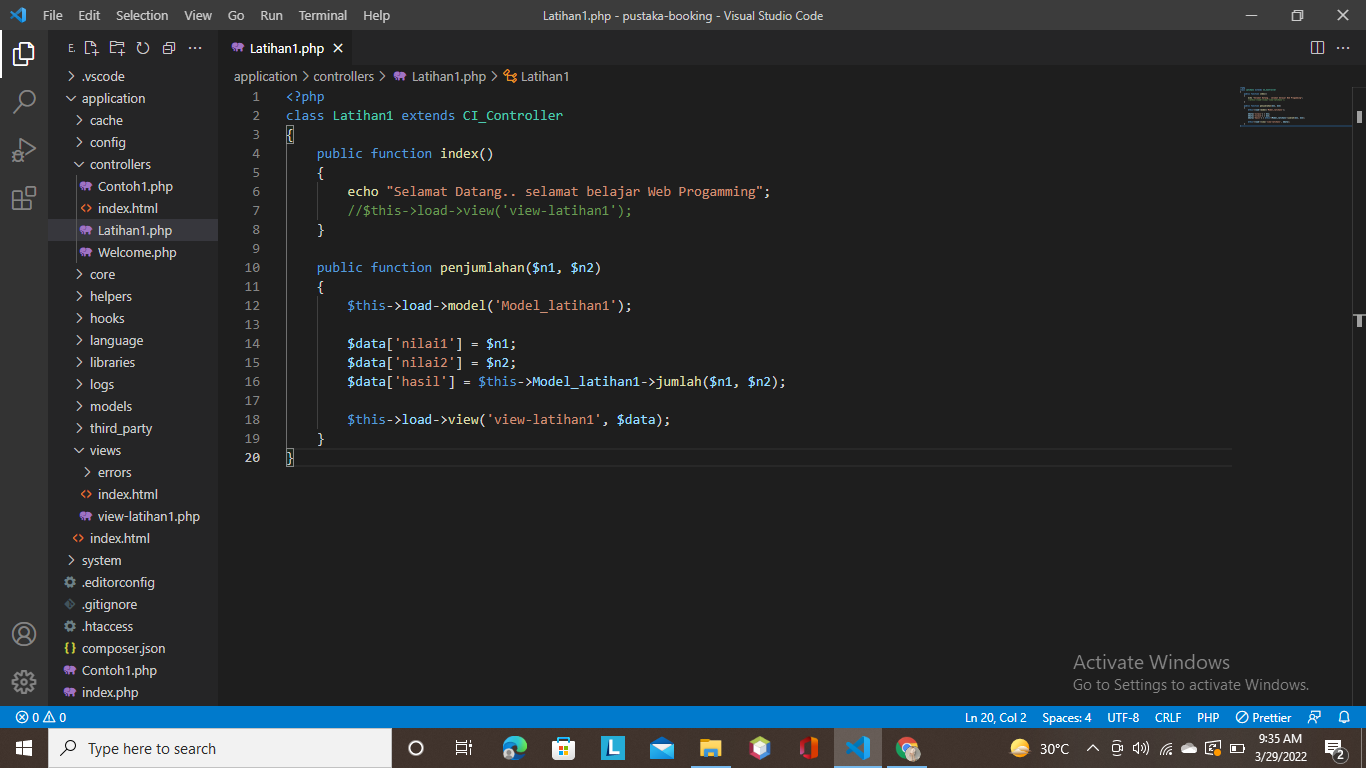 File Edit Selection View Go Run Terminal Help
Latihan1.php - pustaka-booking - Visual Studio Code
E.
.vscode
application
cache
config
controllers
Contoh1.php
index.html
Latihan1.php
Welcome.php
core
helpers
hooks
language
libraries
logs
models
third_party
views
errors
index.html
view-latihan1.php
index.html
system
.editorconfig
.gitignore
.htaccess
composer.json
Contoh1.php
index.php
Latihan1.php
application > controllers > Latihan1.php > Latihan1
1 <?php
2 class Latihan1 extends CI_Controller
3 {
4 public function index()
5 {
6 echo "Selamat Datang.. selamat belajar Web Progamming";
7 //$this->load->view('view-latihan1');
8 }
9
10 public function penjumlahan($n1, $n2)
11 {
12 $this->load->model('Model_latihan1');
13
14 $data['nilai1'] = $n1;
15 $data['nilai2'] = $n2;
16 $data['hasil'] = $this->Model_latihan1->jumlah($n1, $n2);
17
18 $this->load->view('view-latihan1', $data);
19 }
20 }
Activate Windows
Go to Settings to activate Windows.
0 0
Ln 20, Col 2 Spaces: 4 UTF-8 CRLF PHP Prettier
Type here to search
L
30°C
9:35 AM
3/29/2022
2